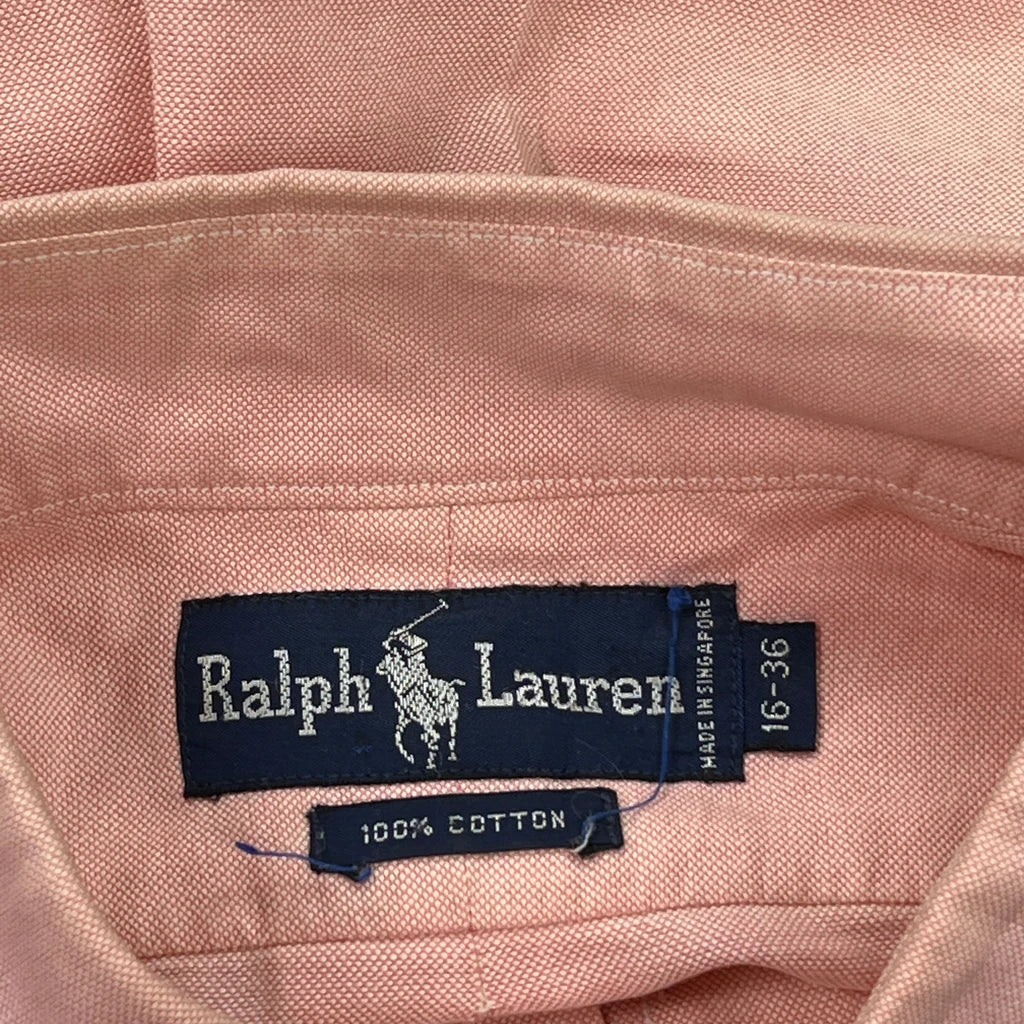 Ralph Lauren
MADE IN SINGAPORE
16-36
100% COTTON